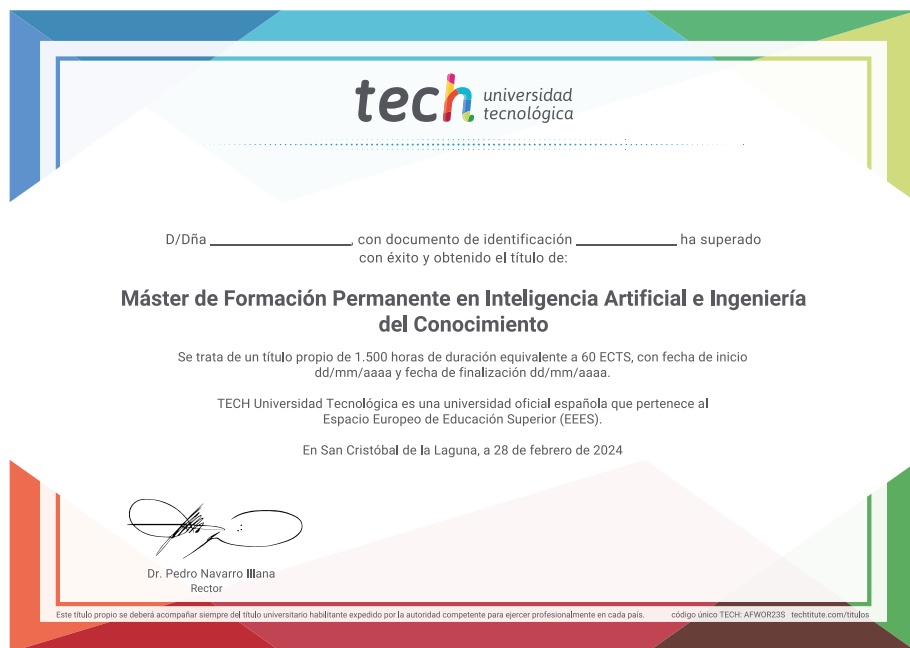 tech universidad
tecnológica
D/Dña ________________, con documento de identificación ____________ ha superado
con éxito y obtenido el título de:
Máster de Formación Permanente en Inteligencia Artificial e Ingeniería
del Conocimiento
Se trata de un título propio de 1.500 horas de duración equivalente a 60 ECTS, con fecha de inicio
dd/mm/aaaa y fecha de finalización dd/mm/aaaa.
TECH Universidad Tecnológica es una universidad oficial española que pertenece al
Espacio Europeo de Educación Superior (EEES).
En San Cristóbal de la Laguna, a 28 de febrero de 2024
Dr. Pedro Navarro Illana
Rector
Este título propio se deberá acompañar siempre del título universitario habilitante expedido por la autoridad competente para ejercer profesionalmente en cada país. código único TECH: AFWOR23S techtitute.com/titulos